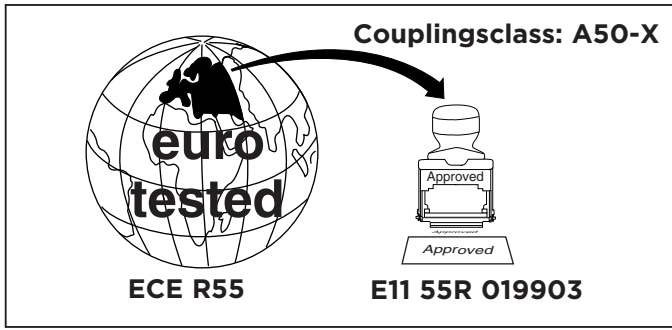 Couplingsclass: A50-X
euro
tested
Approved
Approved
Approved
ECE R55
E11 55R 019903